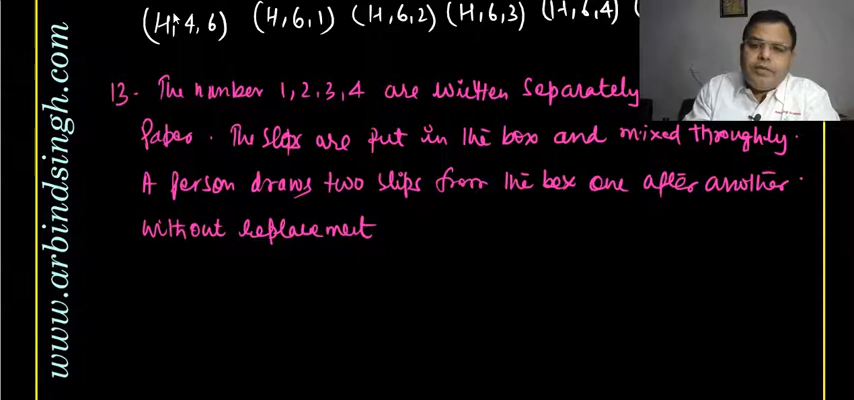 (H, 4, 6) (H, 6, 1) (H, 6, 2) (H, 6, 3) (H, 6, 4) (
13. The number 1, 2, 3, 4 are written separately
Paper. The slips are put in the box and mixed throughly.
A person draws two slips from the box one after another.
without replacement
www.arbindsingh.com